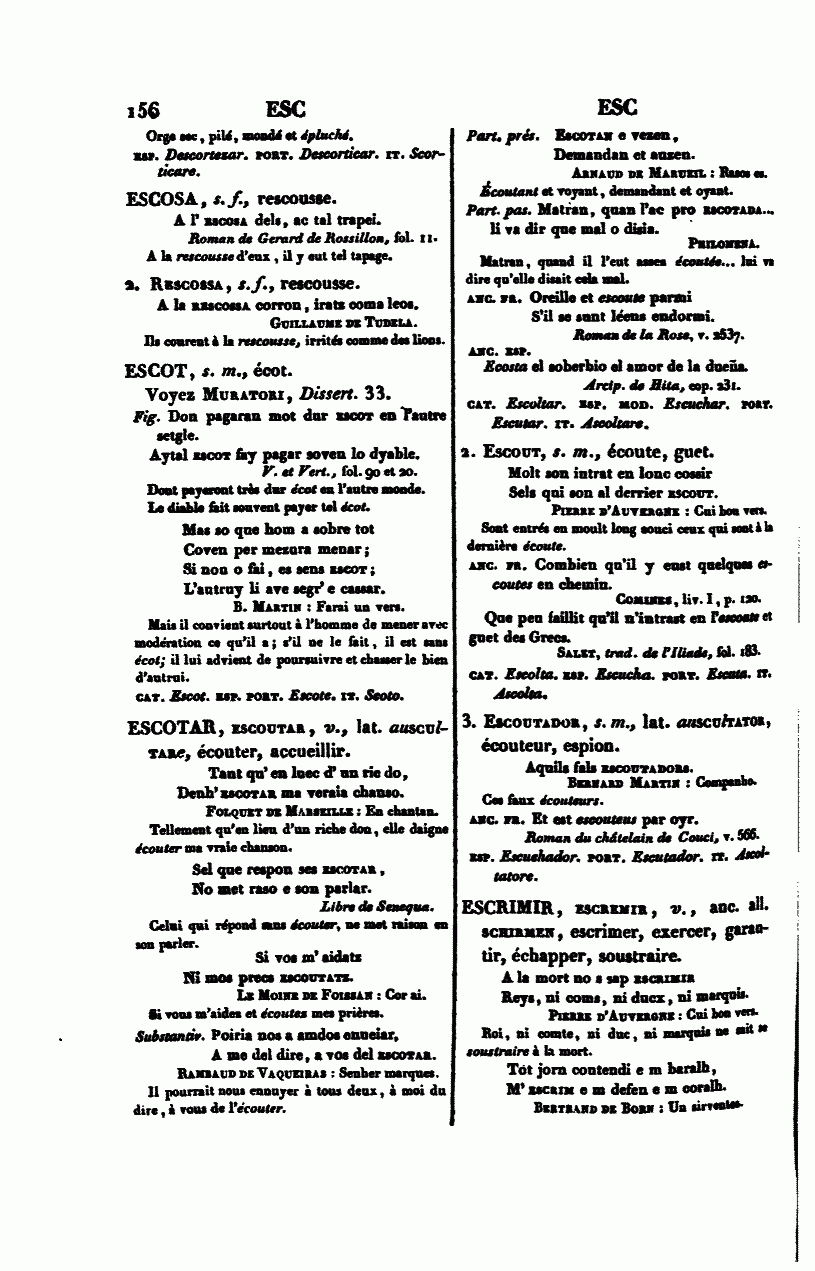 156 ESC
Orge sec, pilé, mondé et épluché.
ESP. Descortezar. PORT. Descorticar. IT. Scor-
ticare.
ESCOSA, s. f., rescousse.
A l' ESCOSA dels, ac tal trapei.
Roman de Gerard de Rossillon, fol. 11.
A la rescousse d'eux, il y eut tel tapage.
2. RESCOSSA, s. f., rescousse.
A la RESCOSSA corron, irats coma leos.
GUILLAUME DE TUDELA.
Ils courent à la rescousse, irrités comme des lions.
ESCOT, s. m., écot.
Voyez MURATORI, Dissert. 33.
Fig. Don pagaran mot dur ESCOT en l'autre
setgle.
Aytal ESCOT fay pagar soven lo dyable.
V. et Vert., fol. 90 et 20.
Dont payeront très dur écot en l'autre monde.
Le diable fait souvent payer tel écot.
Mas so que hom a sobre tot
Coven per mezura menar;
Si non o fai, es sens ESCOT;
L'autruy li ave segr' e cassar.
B. MARTIN : Farai un vers.
Mais il convient surtout à l'homme de mener avec
modération ce qu'il a; s'il ne le fait, il est sans
écot; il lui advient de poursuivre et chasser le bien
d'autrui.
CAT. Escot. ESP. PORT. Escote. IT. Scoto.
ESCOTAR, ESCOUTAR, v., lat. auscul-
TARe, écouter, accueillir.
Tant qu' en luec d' un ric do,
Denh' ESCOTAR ma veraia chanso.
FOLQUET DE MARSEILLE : En chantan.
Tellement qu'en lieu d'un riche don, elle daigne
écouter ma vraie chanson.
Sel que respon ses ESCOTAR,
No met raso e son parlar.
Libre de Senequa.
Celui qui répond sans écouter, ne met raison en
son parler.
Si vos m' aidatz
Ni mos precs ESCOUTATZ.
LE MOINE DE FOISSAN : Cor ai.
Si vous m'aidez et écoutez mes prières.
Substantiv. Poiria nos a amdos enueiar,
A me del dire, a vos del ESCOTAR.
RAMBAUD DE VAQUEIRAS : Senher marques.
Il pourrait nous ennuyer à tous deux, à moi du
dire, à vous de l'écouter.
ESC
Part. prés. ESCOTAN e vezen,
Demandan et auzen.
ARNAUD DE MARUEIL : Rasos es.
Écoutant et voyant, demandant et oyant.
Part. pas. Matran, quan l'ac pro ESCOTADA...
li va dir que mal o disia.
PHILOMENA.
Matran, quand il l'eut assez écoutée... lui va
dire qu'elle disait cela mal.
ANC. FR. Oreille et escoute parmi
S'il se sunt léens endormi.
Roman de la Rose, v. 2537.
ANC. ESP.
Ecosta el soberbio el amor de la dueña.
Arcip. de Hita, cop. 231.
CAT. Escoltar. ESP. MOD. Escuchar. PORT.
Escutar. IT. Ascoltare.
2. ESCOUT, s. m., écoute, guet.
Molt son intrat en lonc cossir
Sels qui son al derrier ESCOUT.
PIERRE D'AUVERGNE : Cui bon vers.
Sont entrés en moult long souci ceux qui sont à la
dernière écoute.
ANC. FR. Combien qu'il y eust quelques es-
coutes en chemin.
COMINES, liv. I, p. 120.
Que peu faillit qu'il n'intrast en l'escoute et
guet des Grecs.
SALET, trad. de l'Iliade, fol. 183.
CAT. Escolta. ESP. Escucha. PORT. Escuta. IT.
Ascolta.
3. ESCOUTADOR, s. m., lat. auscultATOR,
écouteur, espion.
Aquils fals ESCOUTADORS.
BERNARD MARTIN : Companho.
Ces faux écouteurs.
ANC. FR. Et est escouteus par oyr.
Roman du châtelain de Couci, v. 566.
ESP. Escuchador. PORT. Escutador. IT. Ascol-
tatore.
ESCRIMIR, ESCREMIR, v., anc. all.
SCHIRMEN, escrimer, exercer, garan-
tir, échapper, soustraire.
A la mort no s sap ESCRIMIR
Reys, ni coms, ni ducx, ni marquis.
PIERRE D'AUVERGNE : Cui bon vers.
Roi, ni comte, ni duc, ni marquis ne sait se
soustraire à la mort.
Tot jorn contendi e m baralh,
M' ESCRIM e m defen e m coralh.
BERTRAND DE BORN : Un sirventes